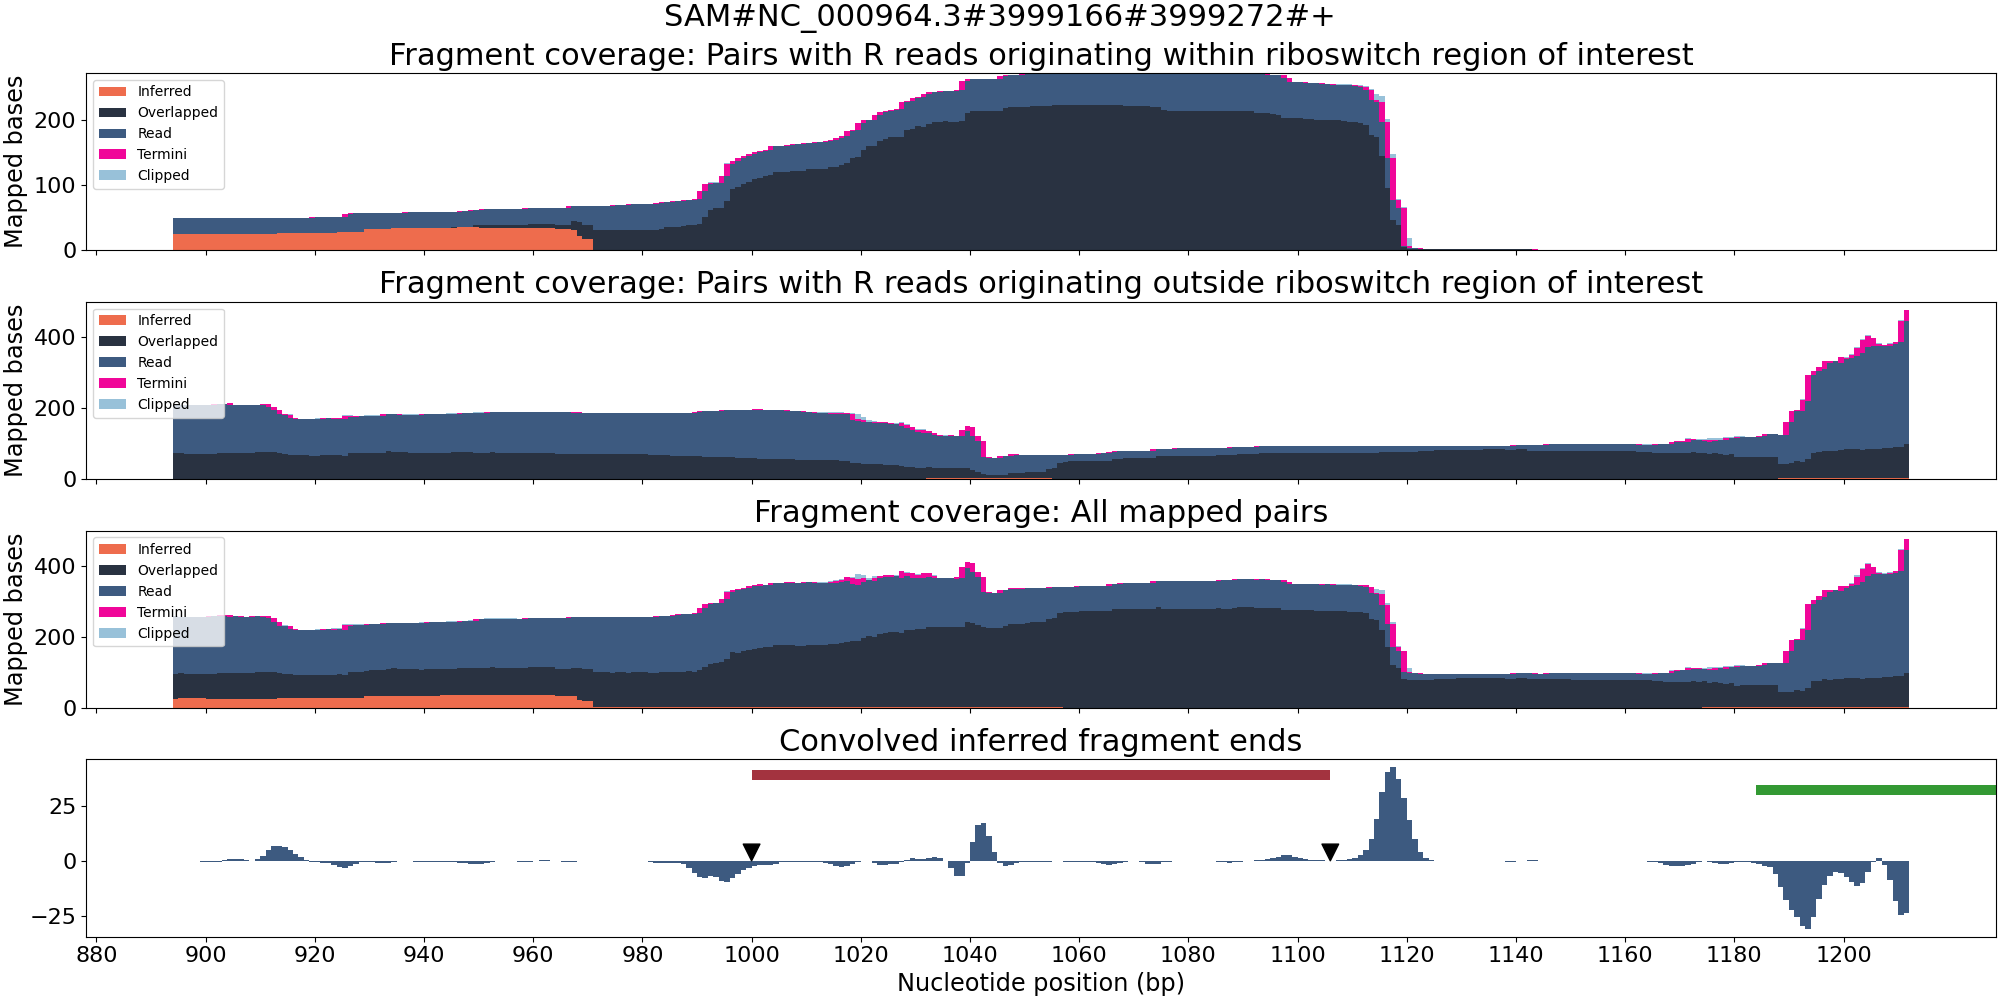 SAM#NC_000964.3#3999166#3999272#+
Fragment coverage: Pairs with R reads originating within riboswitch region of interest
Mapped bases
200
100
0
Inferred
Overlapped
Read
Termini
Clipped
Fragment coverage: Pairs with R reads originating outside riboswitch region of interest
Mapped bases
400
200
0
Inferred
Overlapped
Read
Termini
Clipped
Fragment coverage: All mapped pairs
Mapped bases
400
200
0
Inferred
Overlapped
Read
Termini
Clipped
Convolved inferred fragment ends
25
0
−25
880 900 920 940 960 980 1000 1020 1040 1060 1080 1100 1120 1140 1160 1180 1200
Nucleotide position (bp)